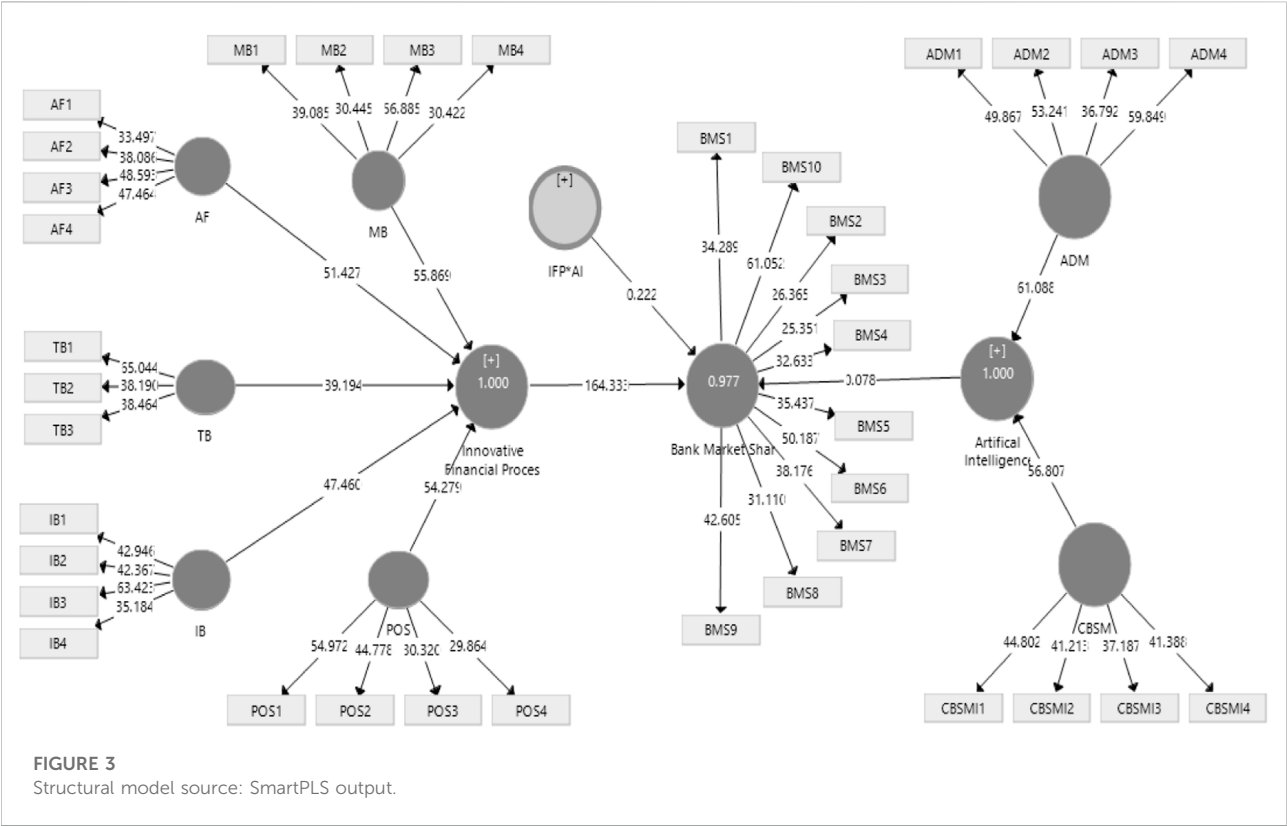 MB1
MB2
MB3
MB4
39.085
30.445
56.885
30.422
MB
AF1
AF2
AF3
AF4
33.497
38.086
48.593
47.464
AF
51.427
55.869
[+]
IFP*AI
0.222
TB1
TB2
TB3
55.044
38.190
38.464
TB
39.194
[+]
1.000
Innovative
Financial Proces
164.333
IB1
IB2
IB3
IB4
42.946
42.367
63.423
35.184
IB
47.460
54.279
POS
54.972
44.778
30.320
29.864
POS1
POS2
POS3
POS4
BMS1
BMS10
BMS2
BMS3
BMS4
BMS5
BMS6
BMS7
BMS8
BMS9
34.289
61.052
26.365
25.351
32.633
35.437
50.187
38.176
31.110
42.605
0.977
Bank Market Shar
0.078
ADM1
ADM2
ADM3
ADM4
49.867
53.241
36.792
59.849
ADM
61.088
[+]
1.000
Artifical
Intelligence
56.807
CBSM
44.802
41.213
37.187
41.388
CBSMI1
CBSMI2
CBSMI3
CBSMI4
FIGURE 3
Structural model source: SmartPLS output.